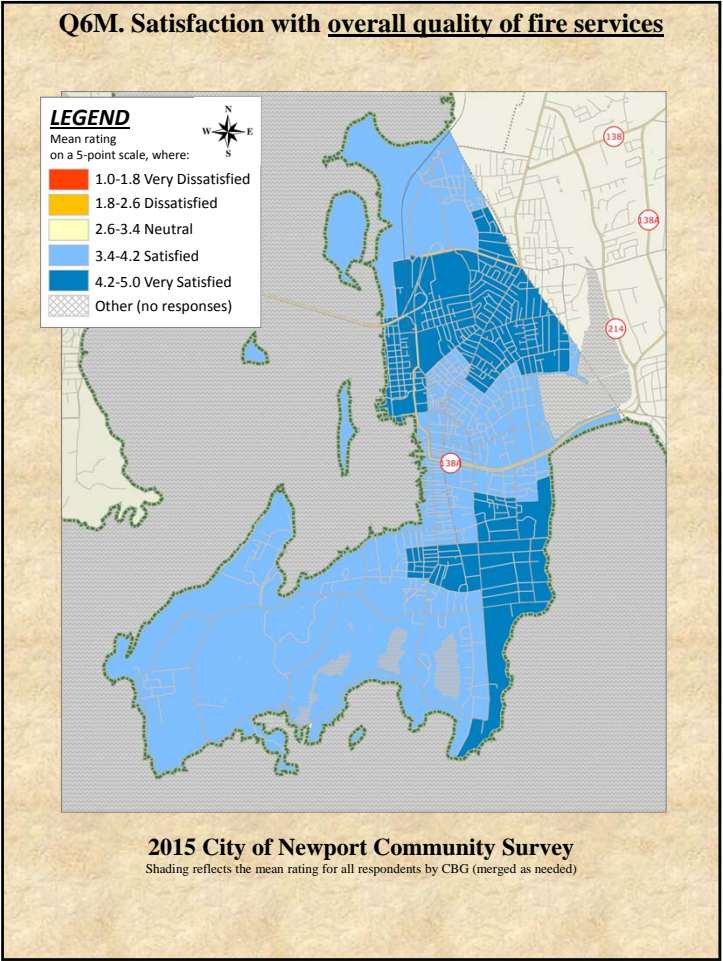 Q6M. Satisfaction with overall quality of fire services
LEGEND
Mean rating
on a 5-point scale, where:
N
W E
S
1.0-1.8 Very Dissatisfied
1.8-2.6 Dissatisfied
2.6-3.4 Neutral
3.4-4.2 Satisfied
4.2-5.0 Very Satisfied
Other (no responses)
138
138A
214
138A
2015 City of Newport Community Survey
Shading reflects the mean rating for all respondents by CBG (merged as needed)